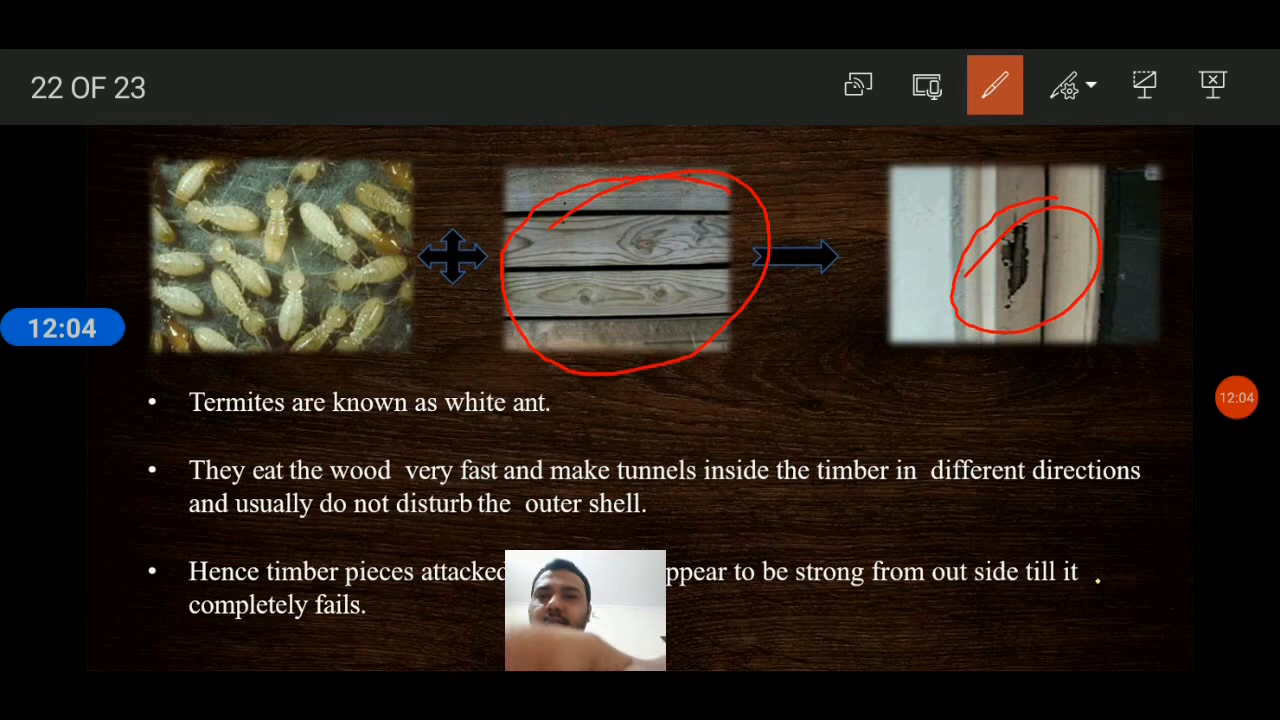 22 OF 23
12:04
12:04
• Termites are known as white ant.
• They eat the wood very fast and make tunnels inside the timber in different directions
and usually do not disturb the outer shell.
• Hence timber pieces attacked ppear to be strong from out side till it .
completely fails.